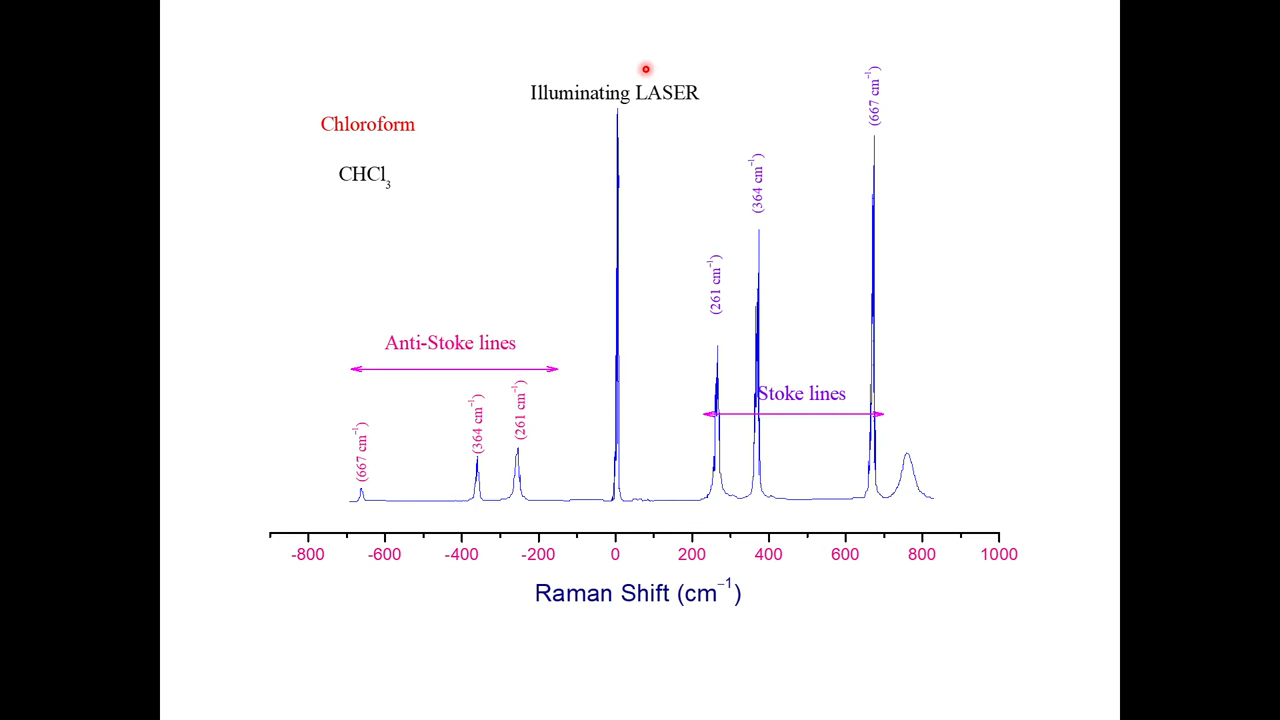 Illuminating LASER
Chloroform
CHCl₃
(667 cm⁻¹)
(364 cm⁻¹)
(261 cm⁻¹)
Anti-Stoke lines
Stoke lines
(667 cm⁻¹)
(364 cm⁻¹)
(261 cm⁻¹)
-800 -600 -400 -200 0 200 400 600 800 1000
Raman Shift (cm⁻¹)